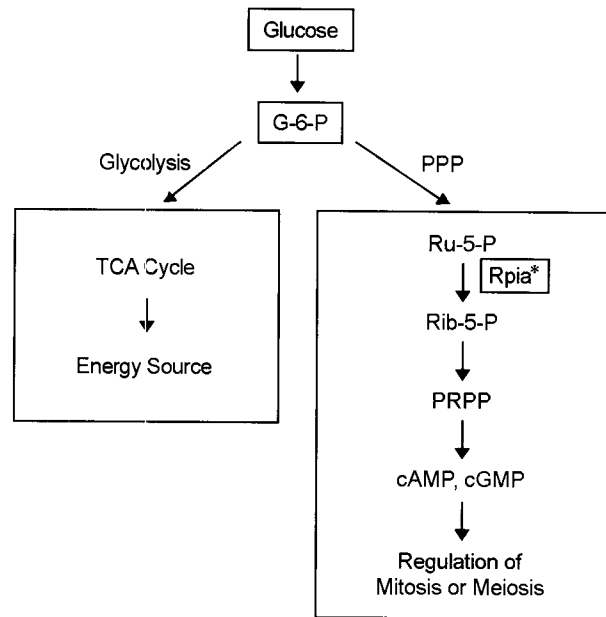 Glucose
G-6-P
Glycolysis
PPP
TCA Cycle
Energy Source
Ru-5-P
Rpia*
Rib-5-P
PRPP
cAMP, cGMP
Regulation of
Mitosis or Meiosis